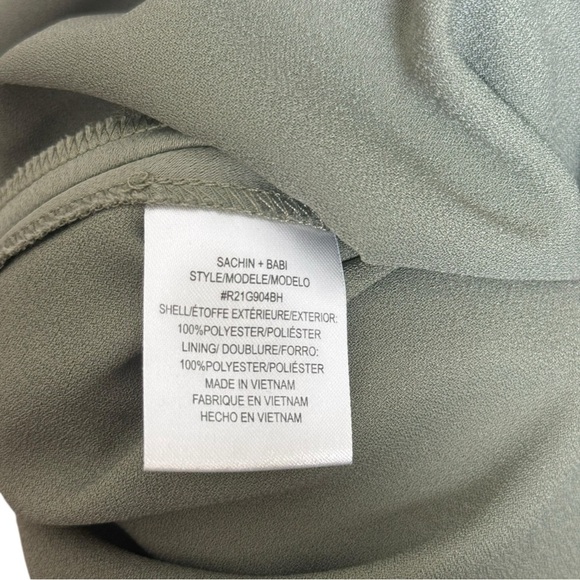 SACHIN + BABI
STYLE/MODELE/MODELO
#R21G904BH
SHELL/ÉTOFFE EXTÉRIEURE/EXTERIOR:
100%POLYESTER/POLIÉSTER
LINING/ DOUBLURE/FORRO:
100%POLYESTER/POLIÉSTER
MADE IN VIETNAM
FABRIQUE EN VIETNAM
HECHO EN VIETNAM